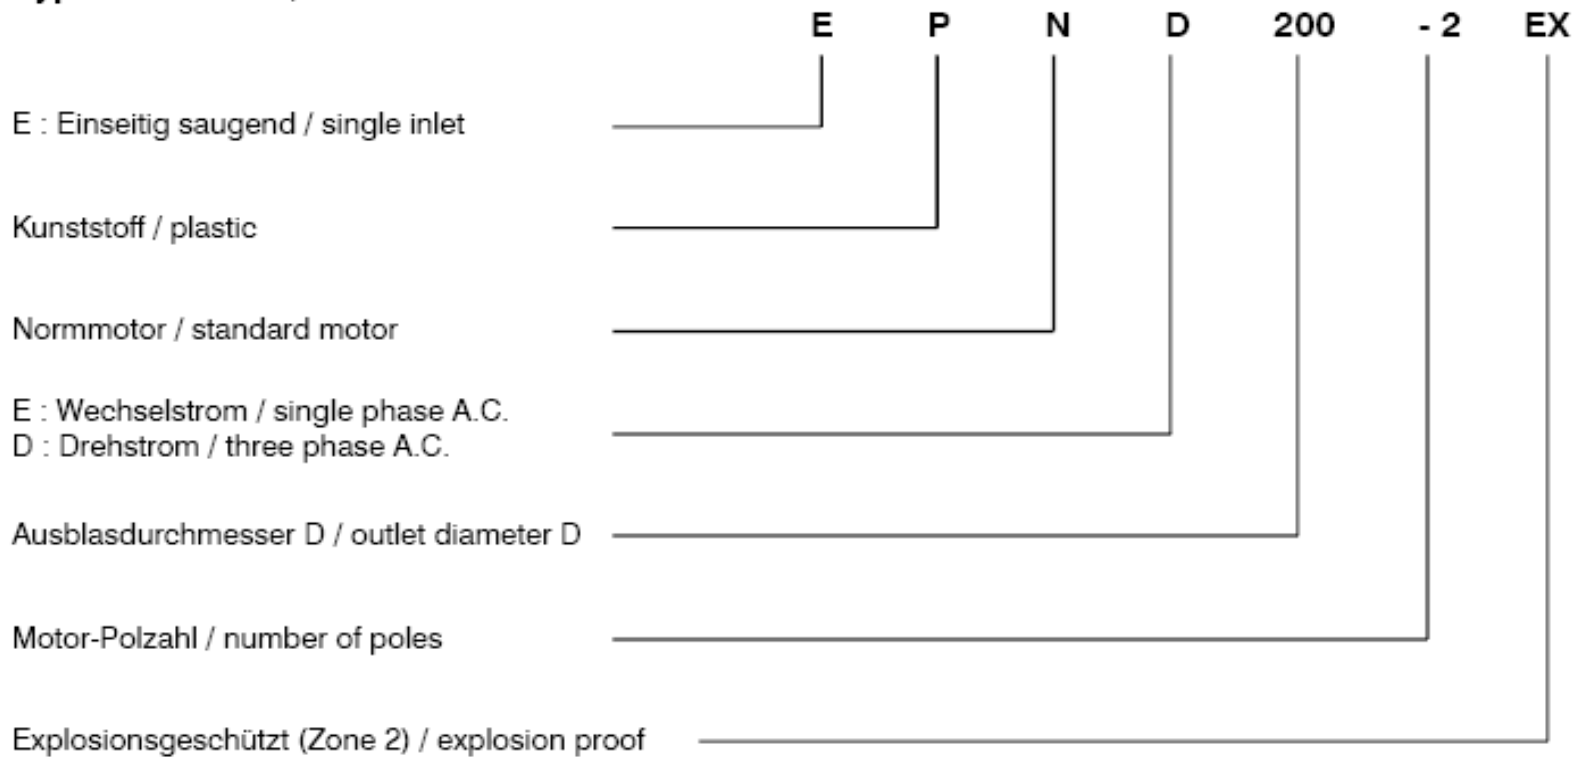 E P N D 200 - 2 EX
E : Einseitig saugend / single inlet
Kunststoff / plastic
Normmotor / standard motor
E : Wechselstrom / single phase A.C.
D : Drehstrom / three phase A.C.
Ausblasdurchmesser D / outlet diameter D
Motor-Polzahl / number of poles
Explosionsgeschützt (Zone 2) / explosion proof